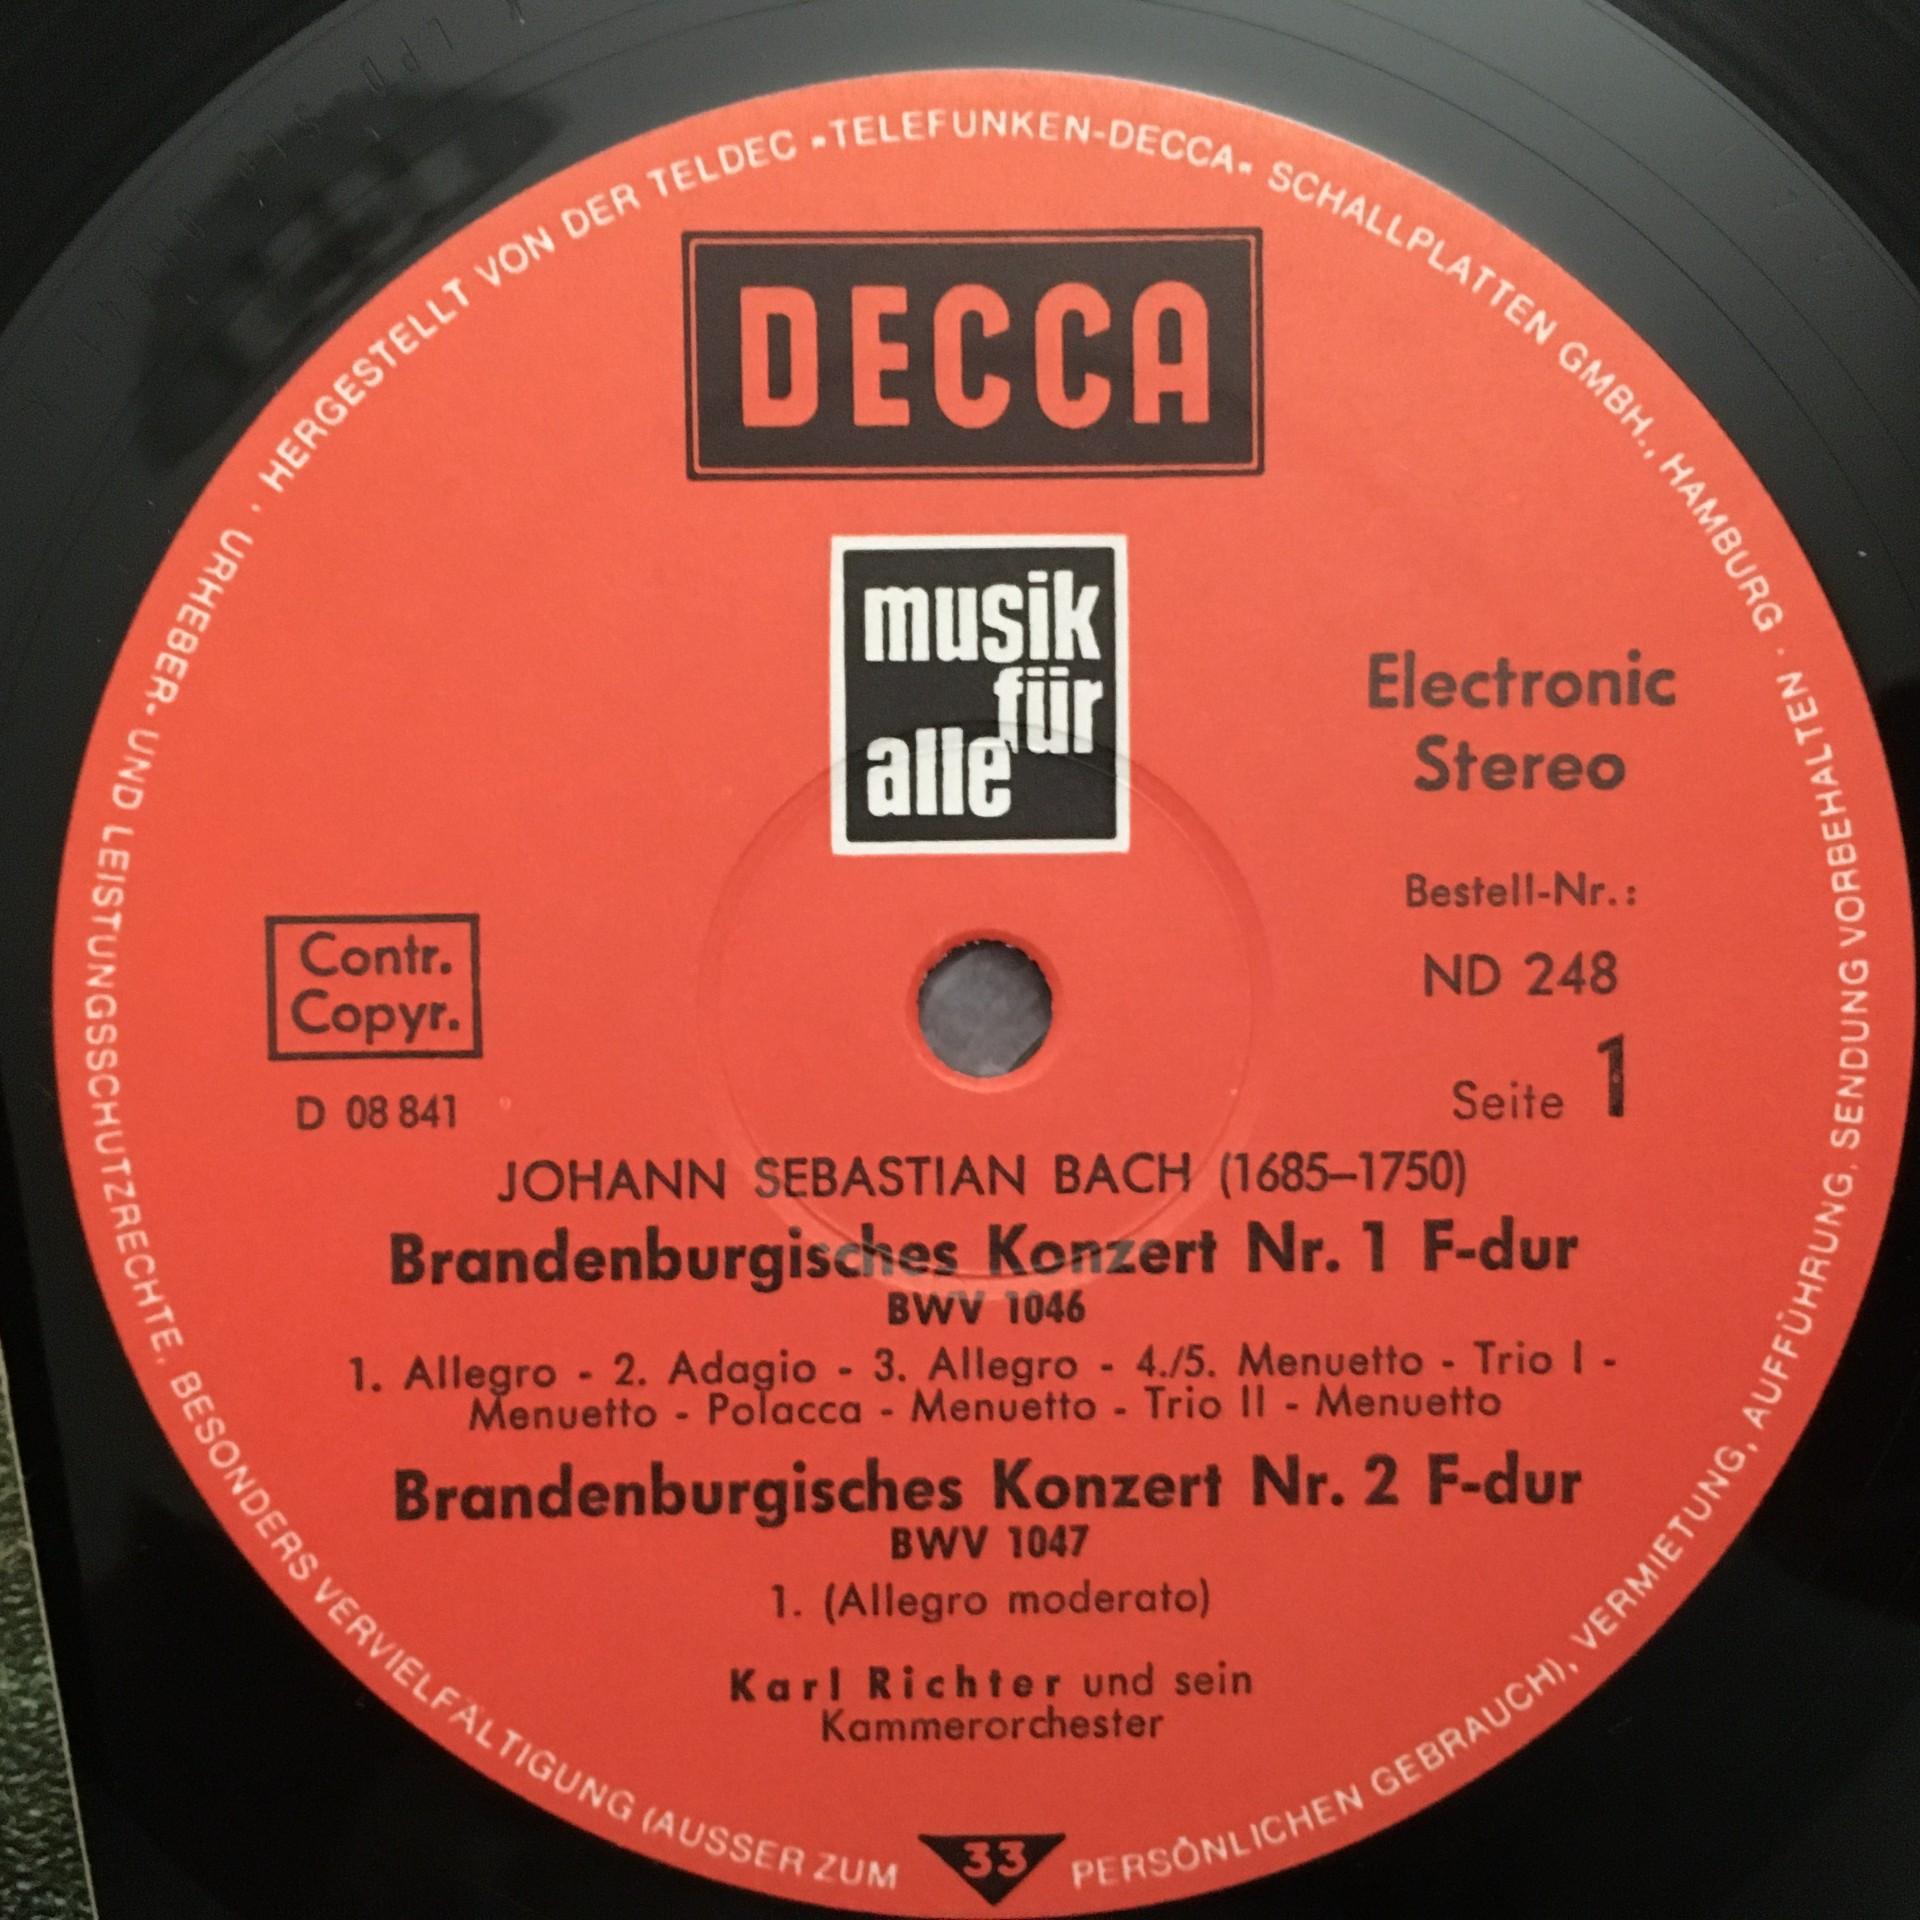 HERGESTELLT VON DER TELDEC »TELEFUNKEN-DECCA« SCHALLPLATTEN GMBH., HAMBURG · URHEBER- UND LEISTUNGSSCHUTZRECHTE, BESONDERS VERVIELFÄLTIGUNG (AUSSER ZUM PERSÖNLICHEN GEBRAUCH), VERMIETUNG, AUFFÜHRUNG, SENDUNG VORBEHALTEN ·
DECCA
musik
für
alle
Electronic
Stereo
Bestell-Nr.:
ND 248
Seite 1
Contr.
Copyr.
D 08 841
JOHANN SEBASTIAN BACH (1685–1750)
Brandenburgisches Konzert Nr. 1 F-dur
BWV 1046
1. Allegro - 2. Adagio - 3. Allegro - 4./5. Menuetto - Trio I -
Menuetto - Polacca - Menuetto - Trio II - Menuetto
Brandenburgisches Konzert Nr. 2 F-dur
BWV 1047
1. (Allegro moderato)
Karl Richter und sein
Kammerorchester
33